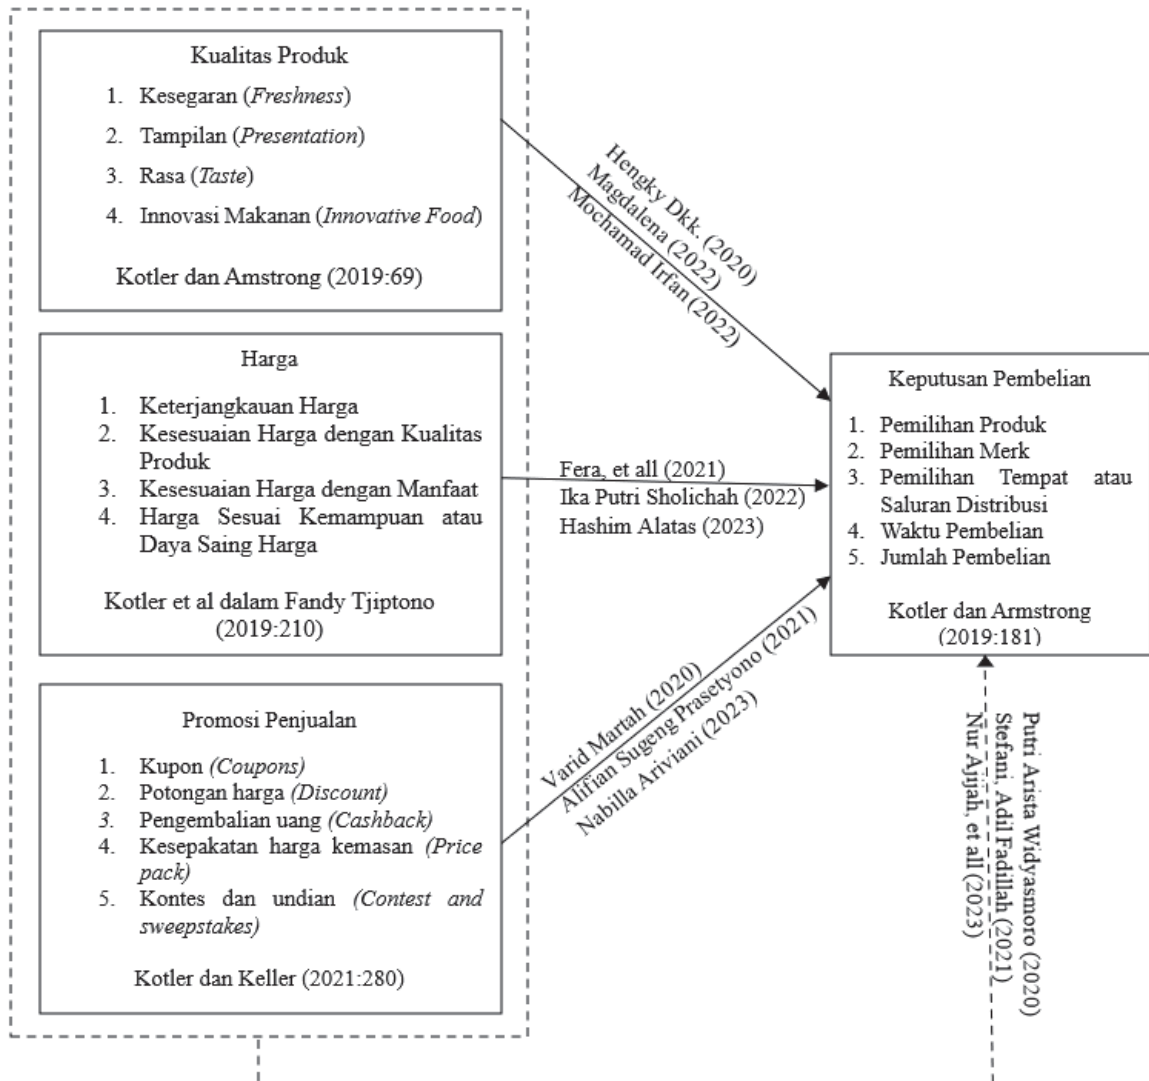 Kualitas Produk
1. Kesegaran (Freshness)
2. Tampilan (Presentation)
3. Rasa (Taste)
4. Innovasi Makanan (Innovative Food)
Kotler dan Amstrong (2019:69)
Harga
1. Keterjangkauan Harga
2. Kesesuaian Harga dengan Kualitas
Produk
3. Kesesuaian Harga dengan Manfaat
4. Harga Sesuai Kemampuan atau
Daya Saing Harga
Kotler et al dalam Fandy Tjiptono
(2019:210)
Promosi Penjualan
1. Kupon (Coupons)
2. Potongan harga (Discount)
3. Pengembalian uang (Cashback)
4. Kesepakatan harga kemasan (Price
pack)
5. Kontes dan undian (Contest and
sweepstakes)
Kotler dan Keller (2021:280)
Hengky Dkk. (2020)
Magdalena (2022)
Mochamad Irfan (2022)
Fera, et all (2021)
Ika Putri Sholichah (2022)
Hashim Alatas (2023)
Varid Martah (2020)
Alifian Sugeng Prasetyono (2021)
Nabilla Ariviani (2023)
Keputusan Pembelian
1. Pemilihan Produk
2. Pemilihan Merk
3. Pemilihan Tempat atau
Saluran Distribusi
4. Waktu Pembelian
5. Jumlah Pembelian
Kotler dan Armstrong
(2019:181)
Putri Arista Widyasmoro (2020)
Stefani, Adil Fadillah (2021)
Nur Ajijah, et all (2023)